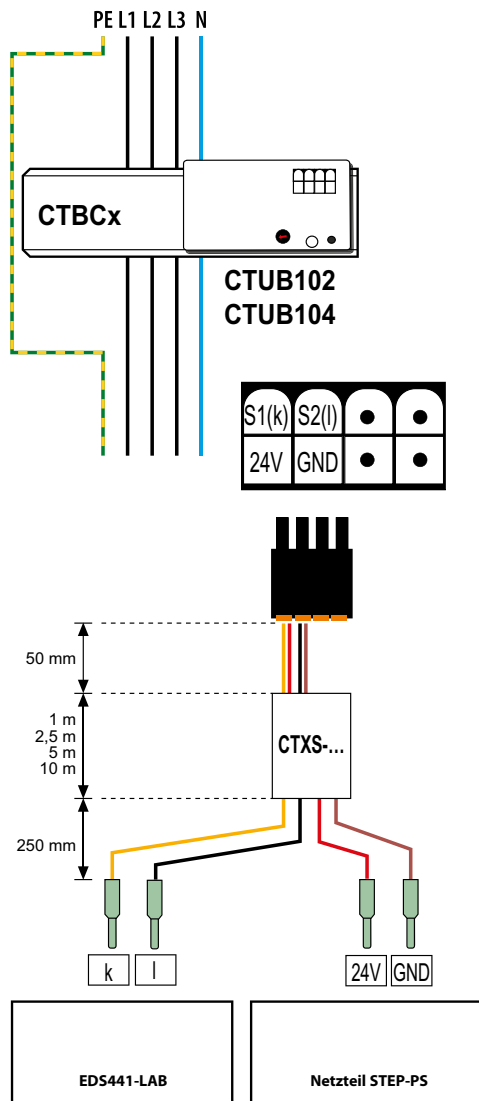 PE L1 L2 L3 N
CTBCx
CTUB102
CTUB104
S1(k) S2(l)
24V GND
50 mm
1 m
2,5 m
5 m
10 m
CTXS-...
250 mm
k l 24V GND
EDS441-LAB Netzteil STEP-PS